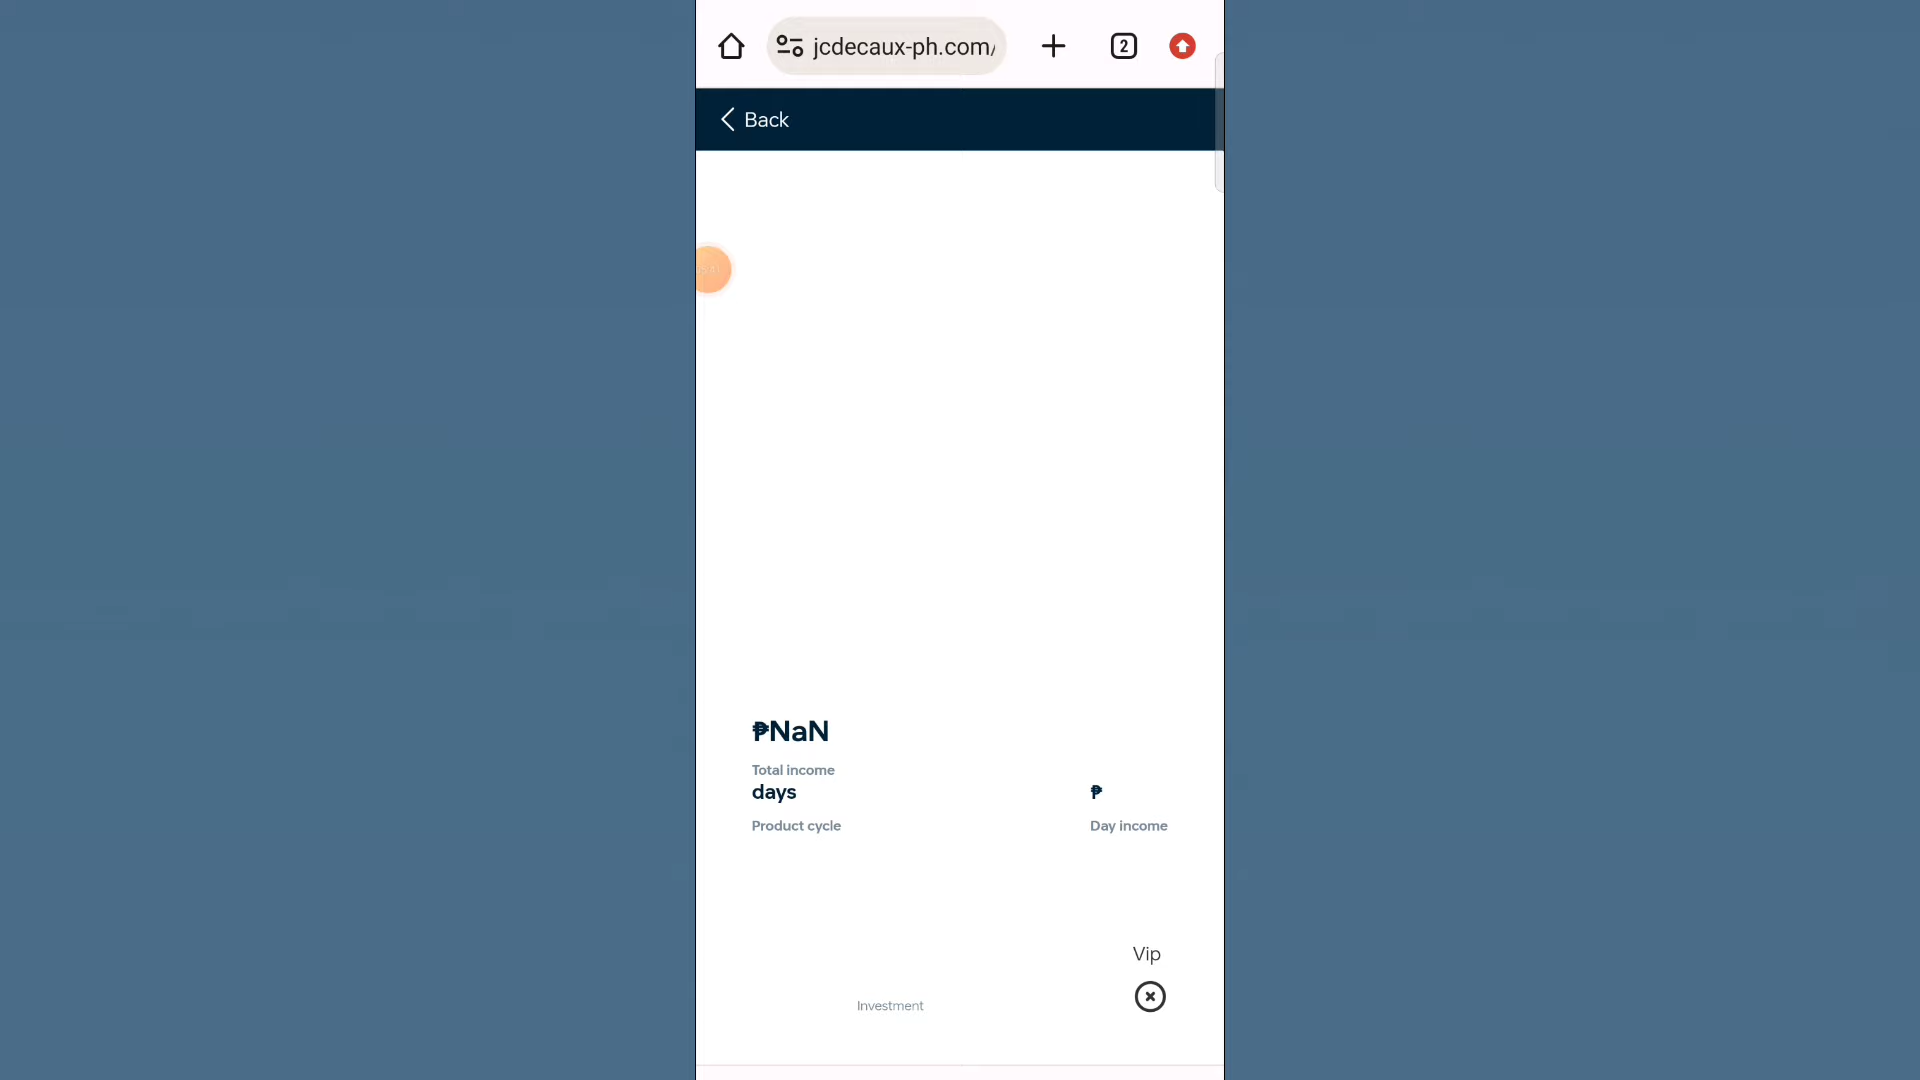 jcdecaux-ph.com/
2
Back
₱NaN
Total income
days
₱
Product cycle
Day income
Vip
Investment